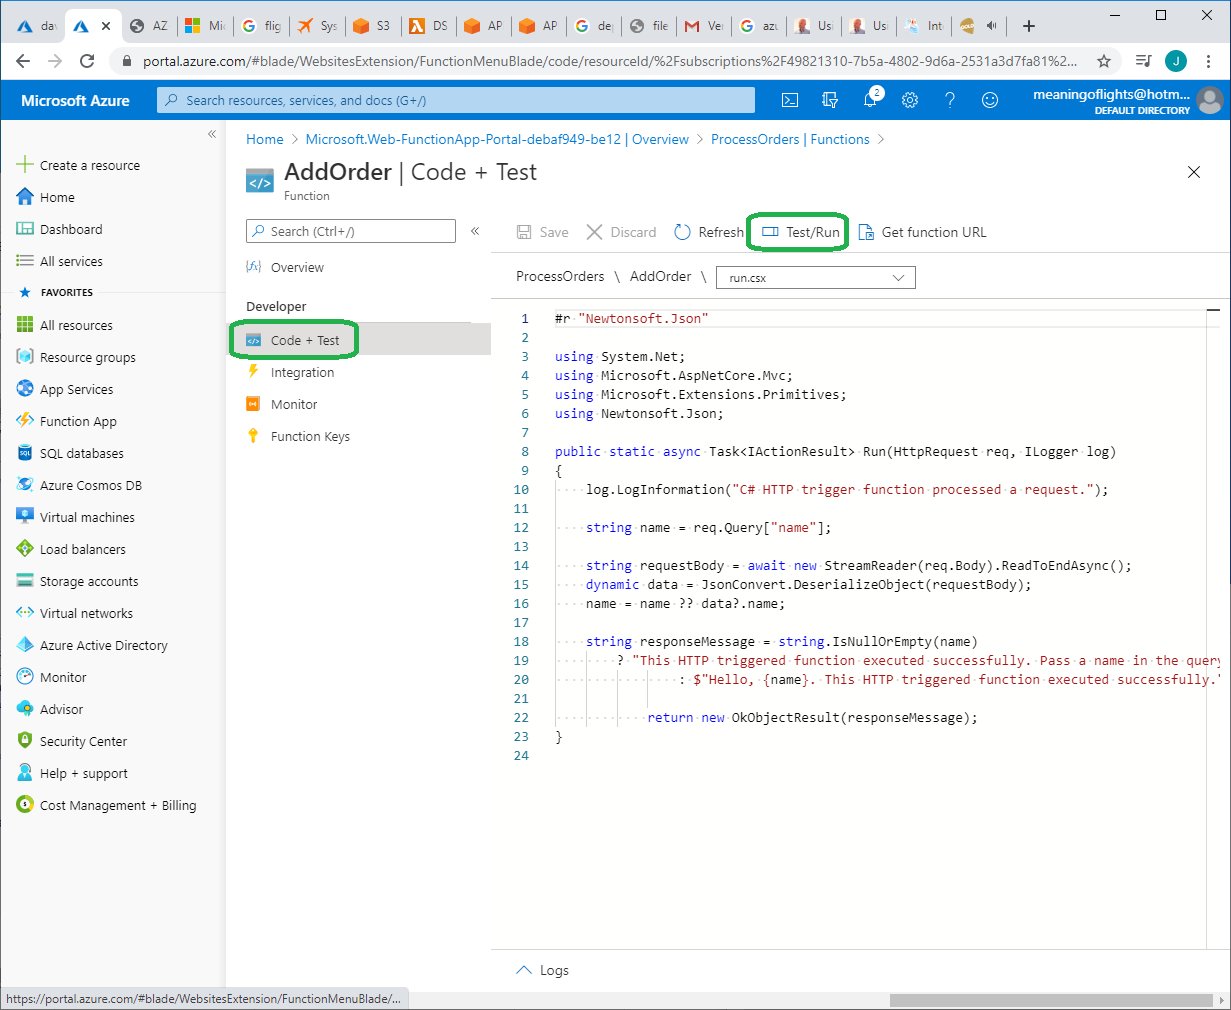 da
AZ
Mi
flig
Sys
S3
DS
AP
AP
de
file
Ve
azu
Usi
Usi
Int
portal.azure.com/#blade/WebsitesExtension/FunctionMenuBlade/code/resourceId/%2Fsubscriptions%2F49821310-7b5a-4802-9d6a-2531a3d7fa81%2...
J
Microsoft Azure
Search resources, services, and docs (G+/)
2
meaningoflights@hotm...
DEFAULT DIRECTORY
Home > Microsoft.Web-FunctionApp-Portal-debaf949-be12 | Overview > ProcessOrders | Functions >
AddOrder | Code + Test
Function
Create a resource
Home
Dashboard
All services
FAVORITES
All resources
Resource groups
App Services
Function App
SQL databases
Azure Cosmos DB
Virtual machines
Load balancers
Storage accounts
Virtual networks
Azure Active Directory
Monitor
Advisor
Security Center
Help + support
Cost Management + Billing
Search (Ctrl+/)
Overview
Developer
Code + Test
Integration
Monitor
Function Keys
Save Discard Refresh Test/Run Get function URL
ProcessOrders \ AddOrder \ run.csx
1 #r "Newtonsoft.Json"
2
3 using System.Net;
4 using Microsoft.AspNetCore.Mvc;
5 using Microsoft.Extensions.Primitives;
6 using Newtonsoft.Json;
7
8 public static async Task<IActionResult> Run(HttpRequest req, ILogger log)
9 {
10 log.LogInformation("C# HTTP trigger function processed a request.");
11
12 string name = req.Query["name"];
13
14 string requestBody = await new StreamReader(req.Body).ReadToEndAsync();
15 dynamic data = JsonConvert.DeserializeObject(requestBody);
16 name = name ?? data?.name;
17
18 string responseMessage = string.IsNullOrEmpty(name)
19 ? "This HTTP triggered function executed successfully. Pass a name in the query
20 : $"Hello, {name}. This HTTP triggered function executed successfully."
21
22 return new OkObjectResult(responseMessage);
23 }
24
Logs
https://portal.azure.com/#blade/WebsitesExtension/FunctionMenuBlade/...